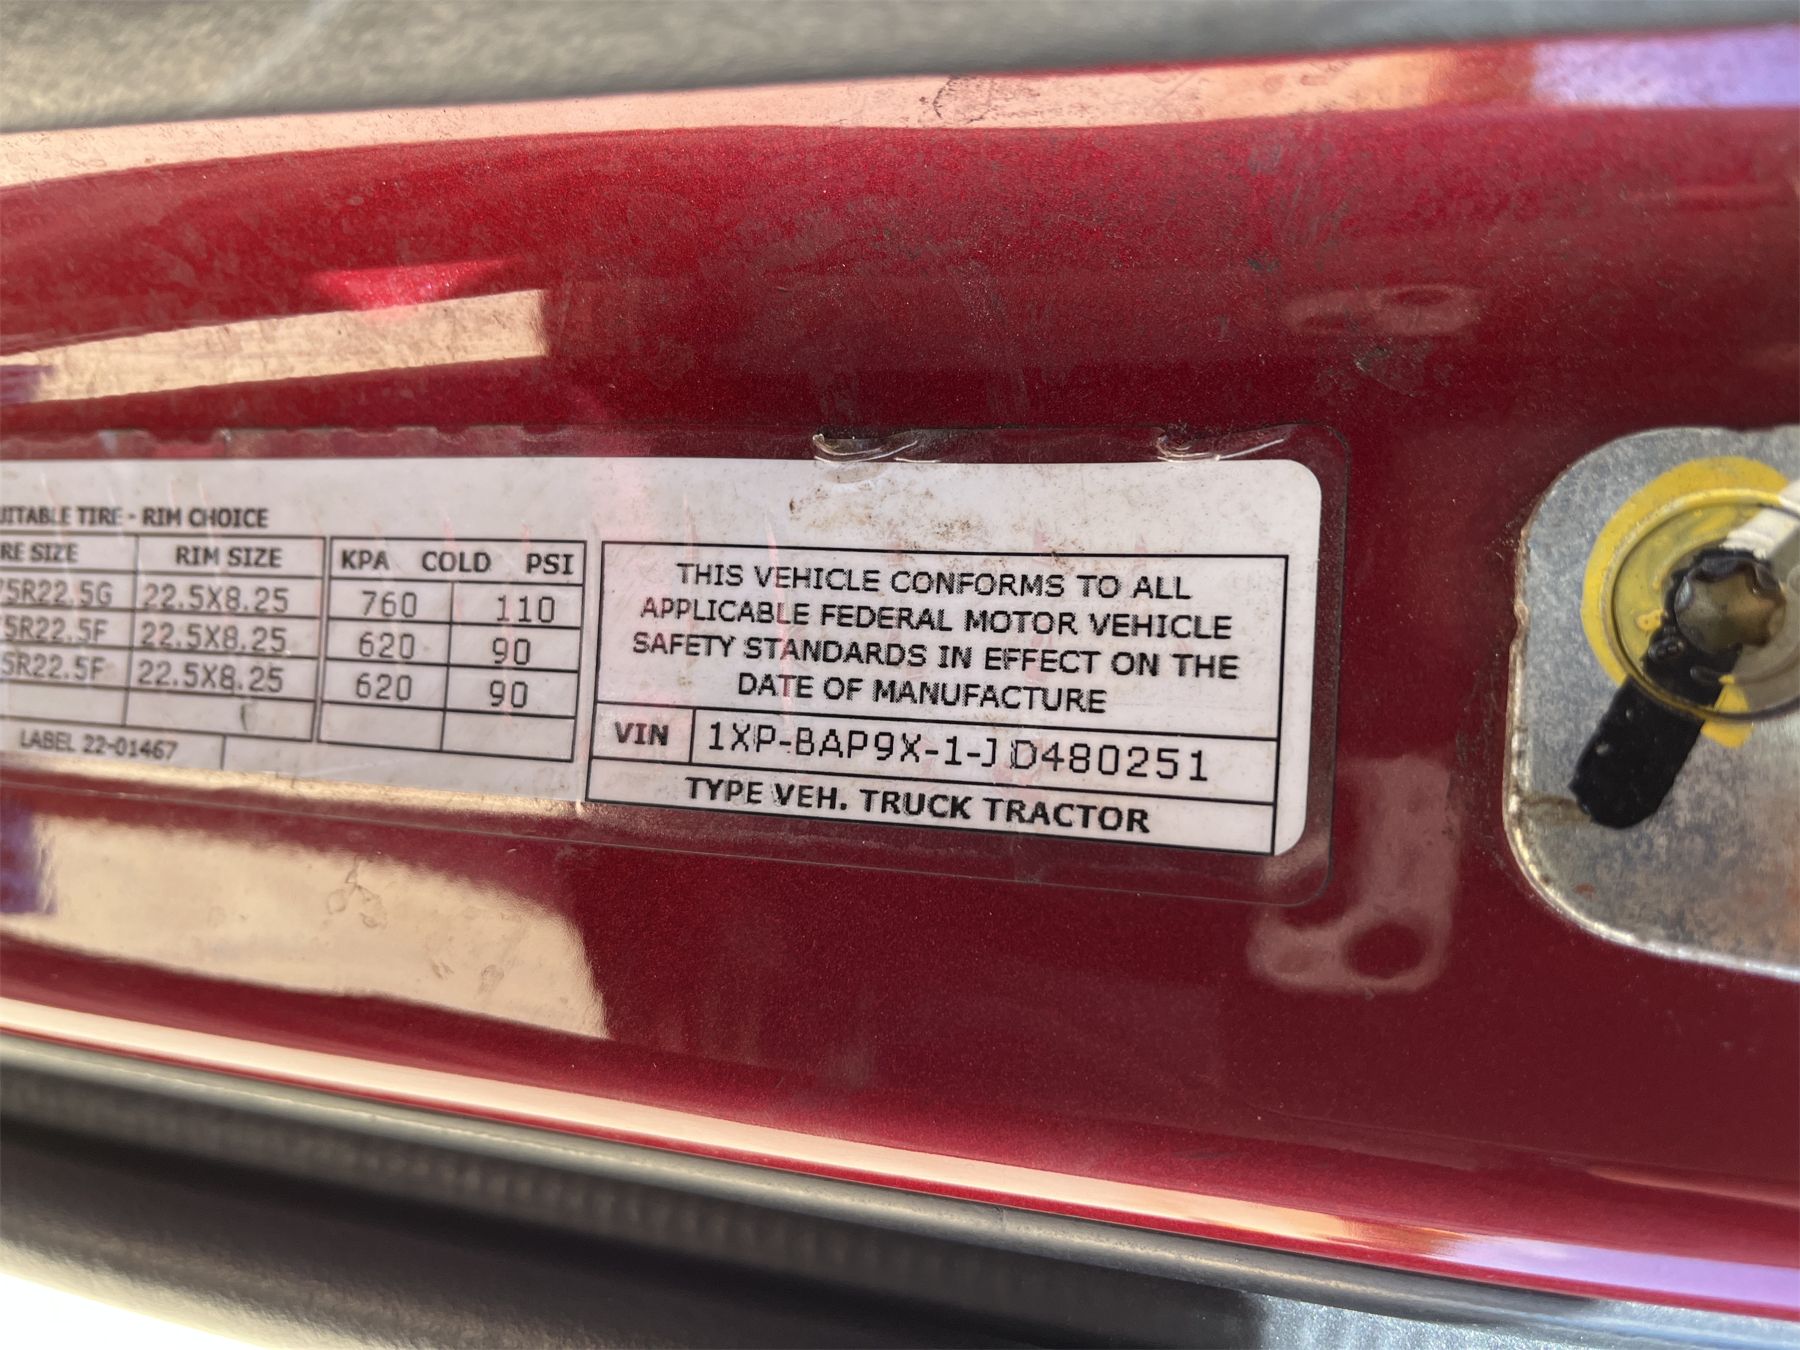 UITABLE TIRE - RIM CHOICE
RE SIZE RIM SIZE KPA COLD PSI
75R22.5G 22.5X8.25 760 110
5R22.5F 22.5X8.25 620 90
5R22.5F 22.5X8.25 620 90
LABEL 22-01467
THIS VEHICLE CONFORMS TO ALL
APPLICABLE FEDERAL MOTOR VEHICLE
SAFETY STANDARDS IN EFFECT ON THE
DATE OF MANUFACTURE
VIN 1XP-BAP9X-1-JD480251
TYPE VEH. TRUCK TRACTOR